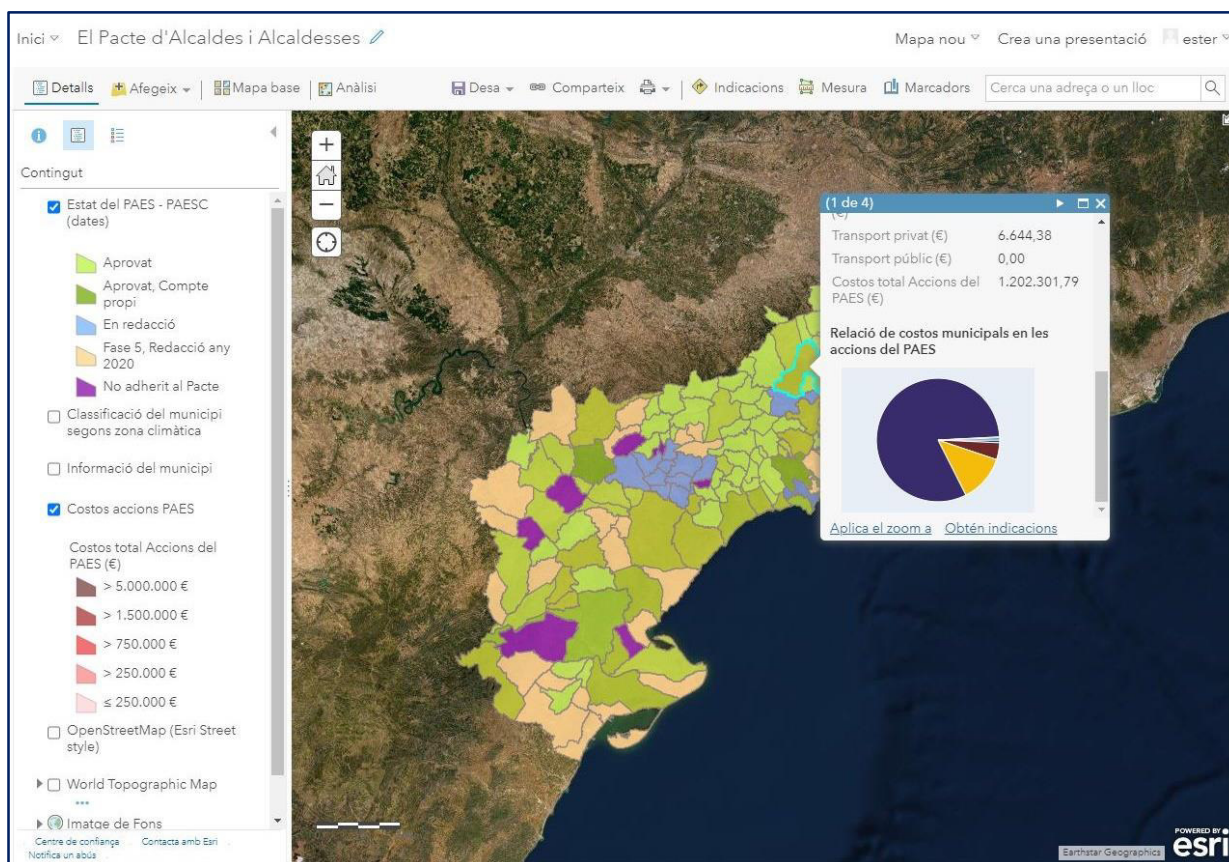 Inici El Pacte d'Alcaldes i Alcaldesses Mapa nou Crea una presentació ester
Detalls Afegeix Mapa base Anàlisi Desa Comparteix Indicacions Mesura Marcadors Cerca una adreça o un lloc
Contingut
Estat del PAES - PAESC
(dates)
Aprovat
Aprovat, Compte
propi
En redacció
Fase 5, Redacció any
2020
No adherit al Pacte
Classificació del municipi
segons zona climàtica
Informació del municipi
Costos accions PAES
Costos total Accions del
PAES (€)
> 5.000.000 €
> 1.500.000 €
> 750.000 €
> 250.000 €
≤ 250.000 €
OpenStreetMap (Esri Street
style)
World Topographic Map
Imatge de Fons
Centre de confiança Contacta amb Esri
Notifica un abús
(1 de 4)
(€)
Transport privat (€) 6.644,38
Transport públic (€) 0,00
Costos total Accions del 1.202.301,79
PAES (€)
Relació de costos municipals en les
accions del PAES
Aplica el zoom a Obtén indicacions
Earthstar Geographics
POWERED BY
esri